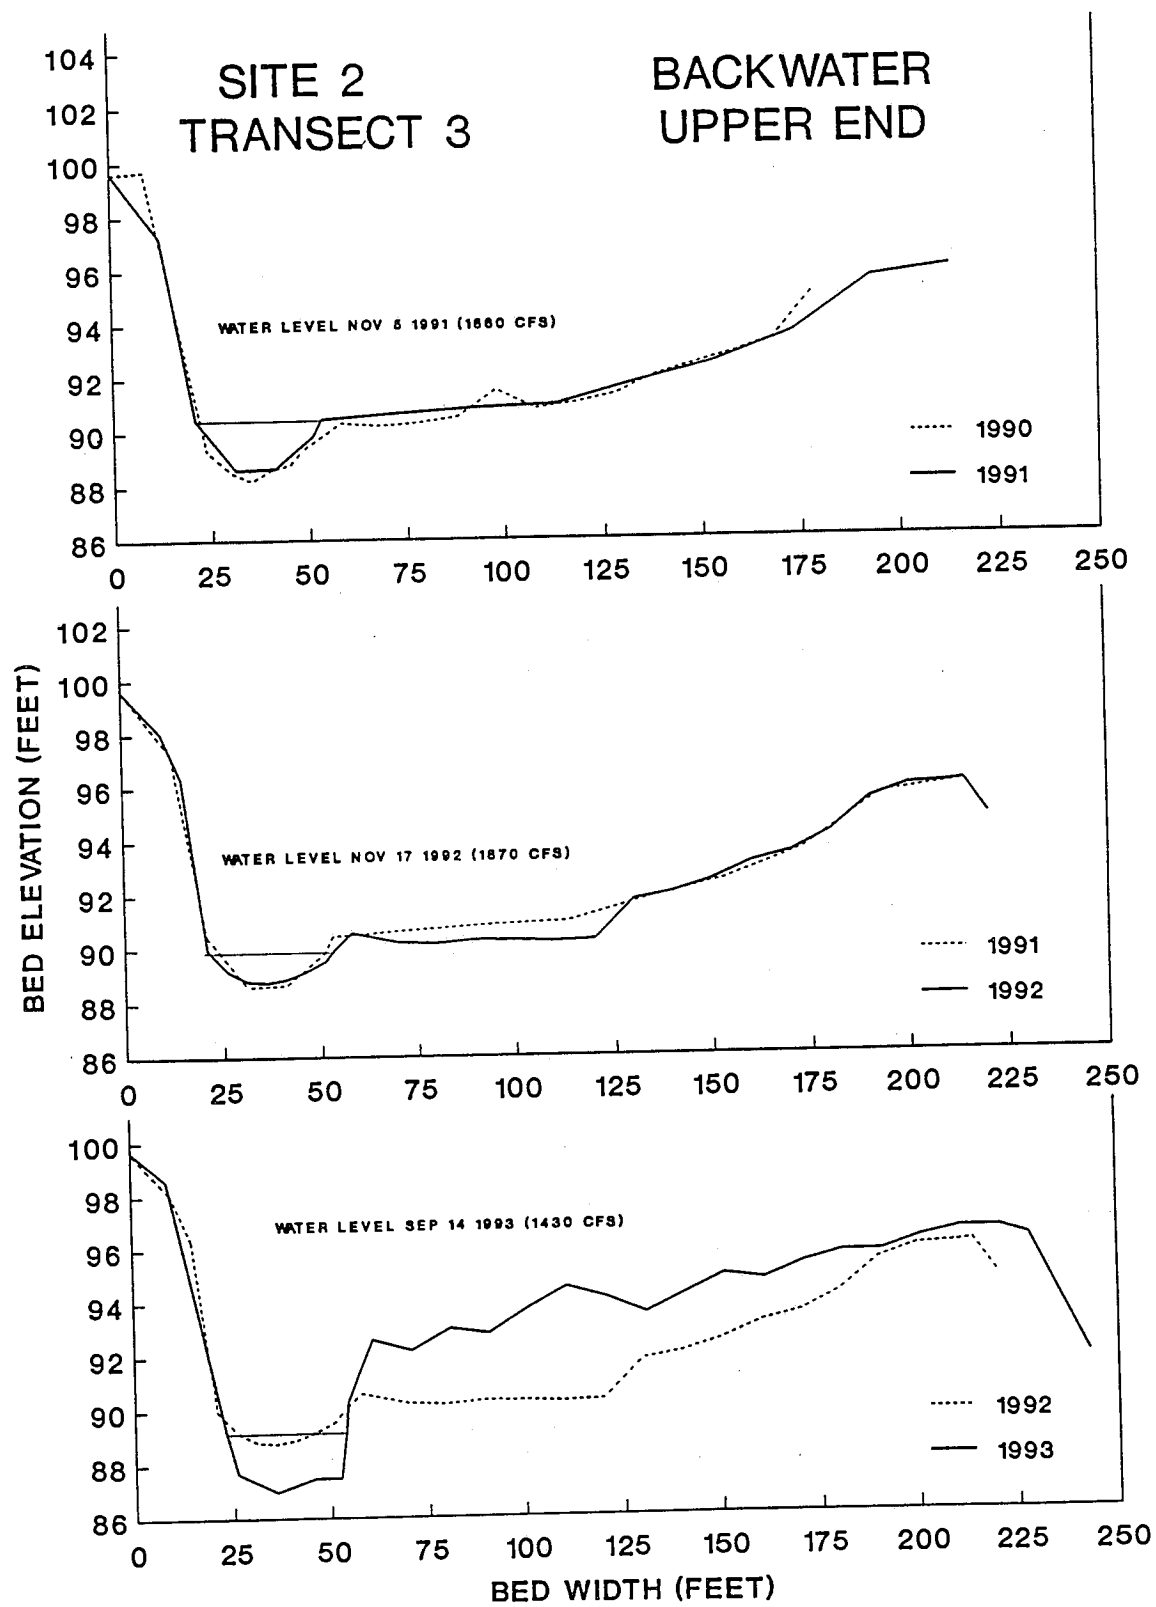 SITE 2
TRANSECT 3
BACKWATER
UPPER END
104
102
100
98
96
94
92
90
88
86
WATER LEVEL NOV 5 1991 (1660 CFS)
1990
1991
0 25 50 75 100 125 150 175 200 225 250
BED ELEVATION (FEET)
102
100
98
96
94
92
90
88
86
WATER LEVEL NOV 17 1992 (1670 CFS)
1991
1992
0 25 50 75 100 125 150 175 200 225 250
100
98
96
94
92
90
88
86
WATER LEVEL SEP 14 1993 (1430 CFS)
1992
1993
0 25 50 75 100 125 150 175 200 225 250
BED WIDTH (FEET)